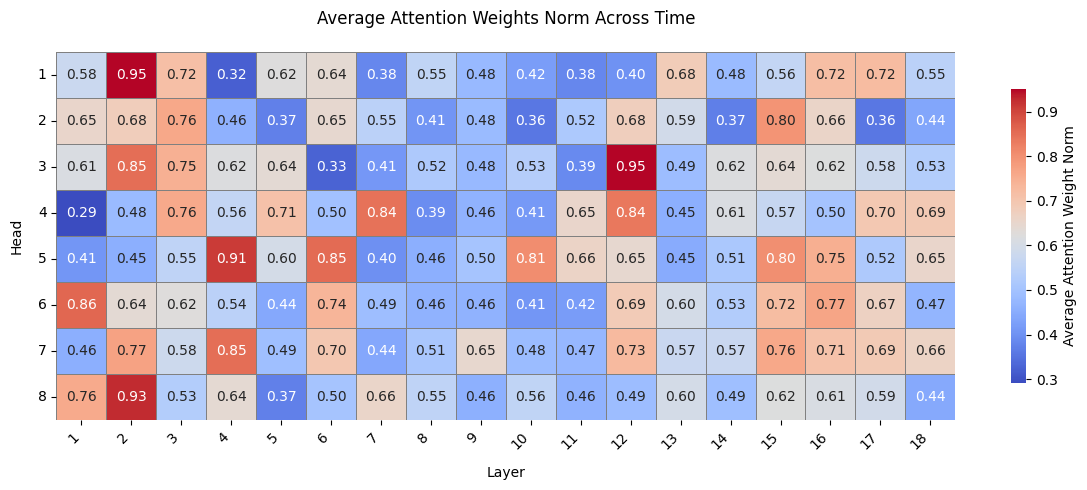 Average Attention Weights Norm Across Time
1 0.58 0.95 0.72 0.32 0.62 0.64 0.38 0.55 0.48 0.42 0.38 0.40 0.68 0.48 0.56 0.72 0.72 0.55
2 0.65 0.68 0.76 0.46 0.37 0.65 0.55 0.41 0.48 0.36 0.52 0.68 0.59 0.37 0.80 0.66 0.36 0.44
3 0.61 0.85 0.75 0.62 0.64 0.33 0.41 0.52 0.48 0.53 0.39 0.95 0.49 0.62 0.64 0.62 0.58 0.53
4 0.29 0.48 0.76 0.56 0.71 0.50 0.84 0.39 0.46 0.41 0.65 0.84 0.45 0.61 0.57 0.50 0.70 0.69
5 0.41 0.45 0.55 0.91 0.60 0.85 0.40 0.46 0.50 0.81 0.66 0.65 0.45 0.51 0.80 0.75 0.52 0.65
6 0.86 0.64 0.62 0.54 0.44 0.74 0.49 0.46 0.46 0.41 0.42 0.69 0.60 0.53 0.72 0.77 0.67 0.47
7 0.46 0.77 0.58 0.85 0.49 0.70 0.44 0.51 0.65 0.48 0.47 0.73 0.57 0.57 0.76 0.71 0.69 0.66
8 0.76 0.93 0.53 0.64 0.37 0.50 0.66 0.55 0.46 0.56 0.46 0.49 0.60 0.49 0.62 0.61 0.59 0.44
1 2 3 4 5 6 7 8 9 10 11 12 13 14 15 16 17 18
Layer
Head
0.9
0.8
0.7
0.6
0.5
0.4
0.3
Average Attention Weight Norm